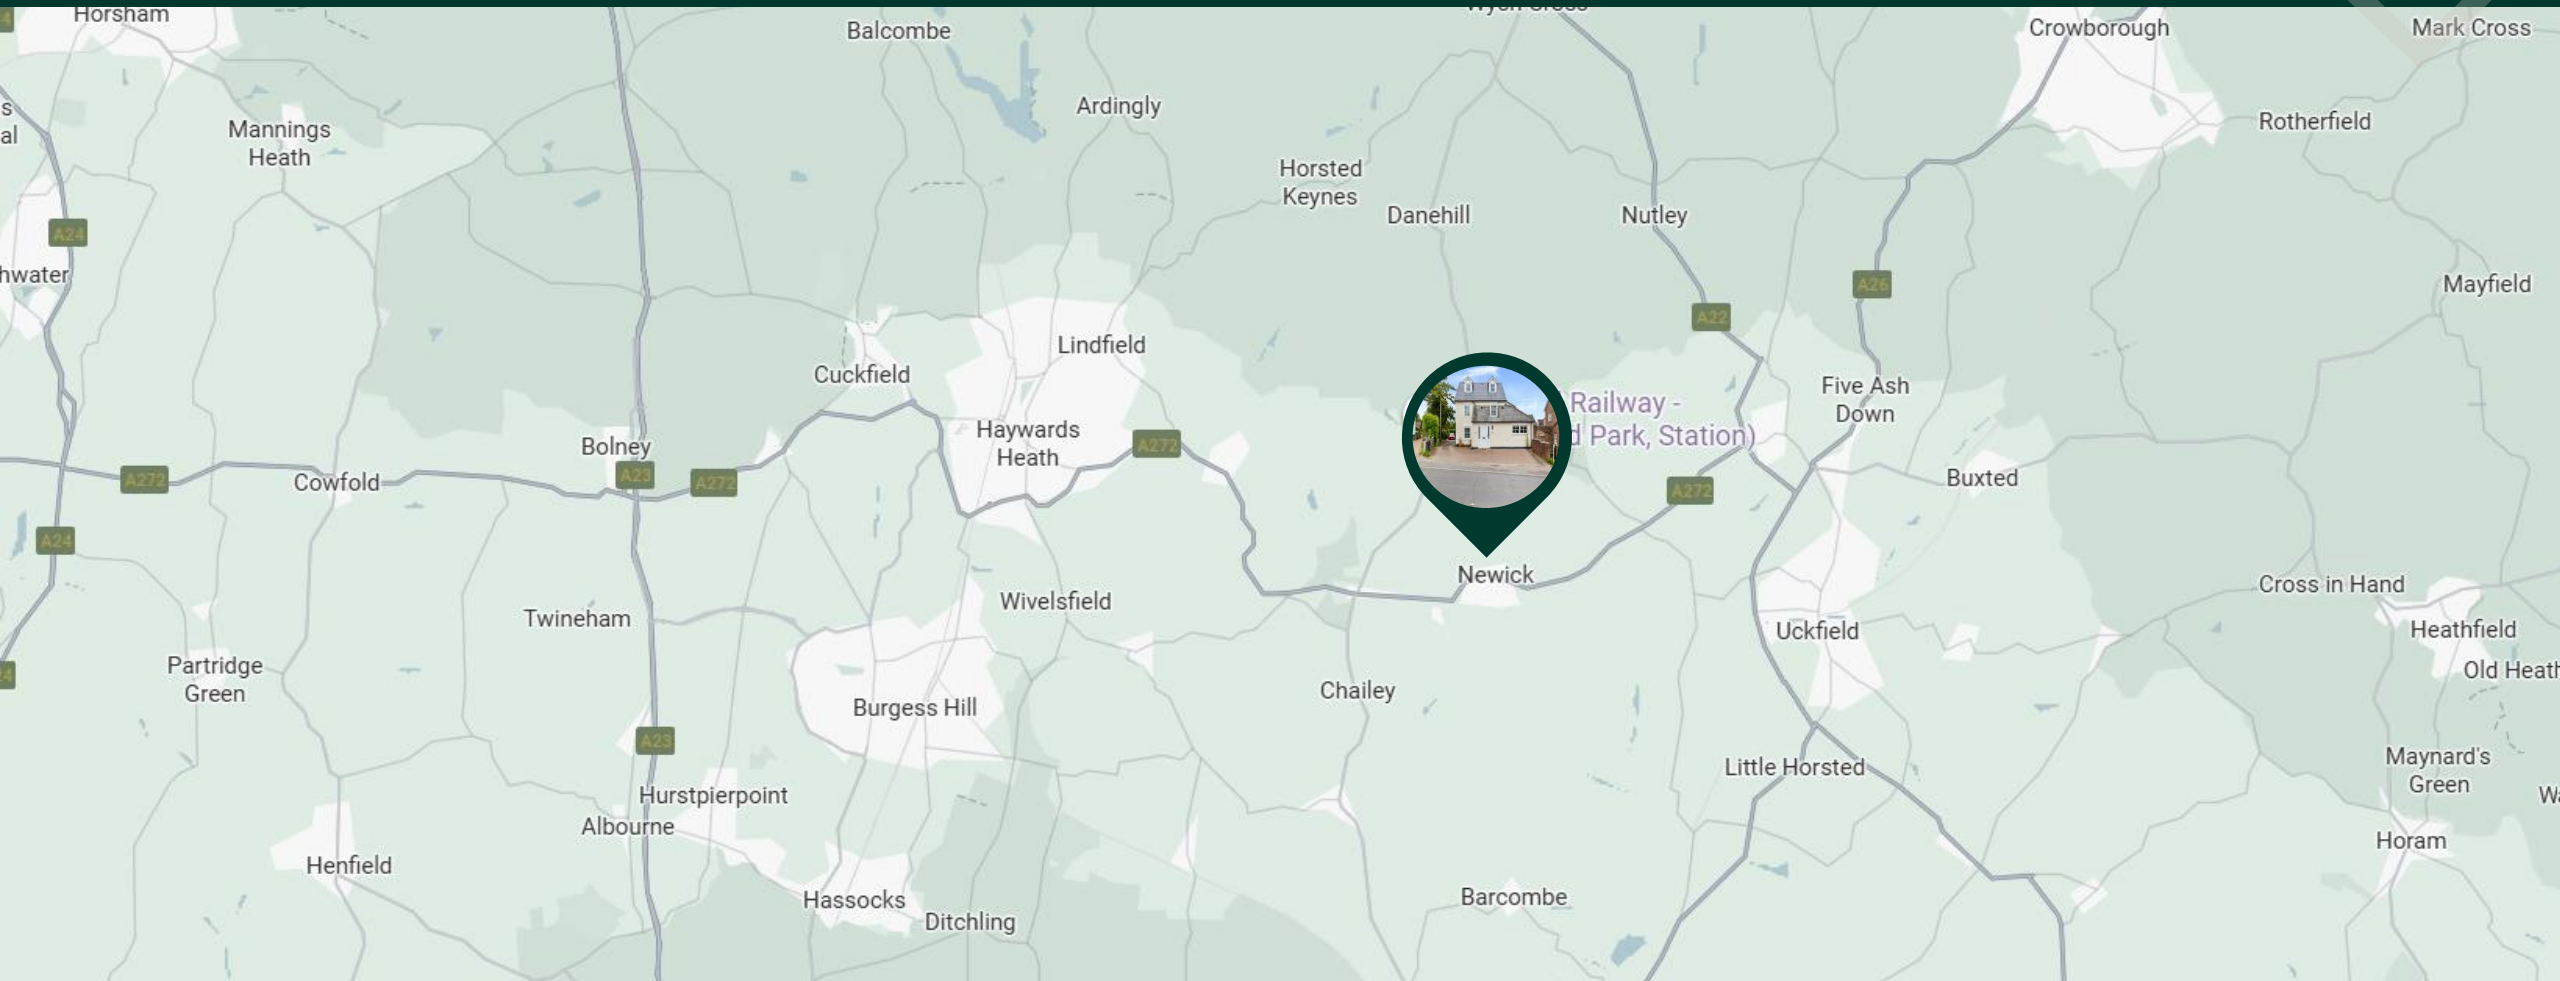 Horsham
Balcombe
Crowborough
Mark Cross
Ardingly
Mannings
Heath
Rotherfield
Horsted
Keynes
Danehill
Nutley
A24
hwater
A26
Mayfield
A22
Lindfield
Cuckfield
Five Ash
Down
Railway -
d Park, Station)
Haywards
Heath
A272
Bolney
A23
A272
A272
Cowfold
A272
Buxted
A24
Newick
Cross in Hand
Wivelsfield
Twineham
Uckfield
Heathfield
Partridge
Green
Old Heath
Chailey
Burgess Hill
A23
Little Horsted
Maynard's
Green
Hurstpierpoint
Albourne
Horam
Henfield
Barcombe
Hassocks
Ditchling